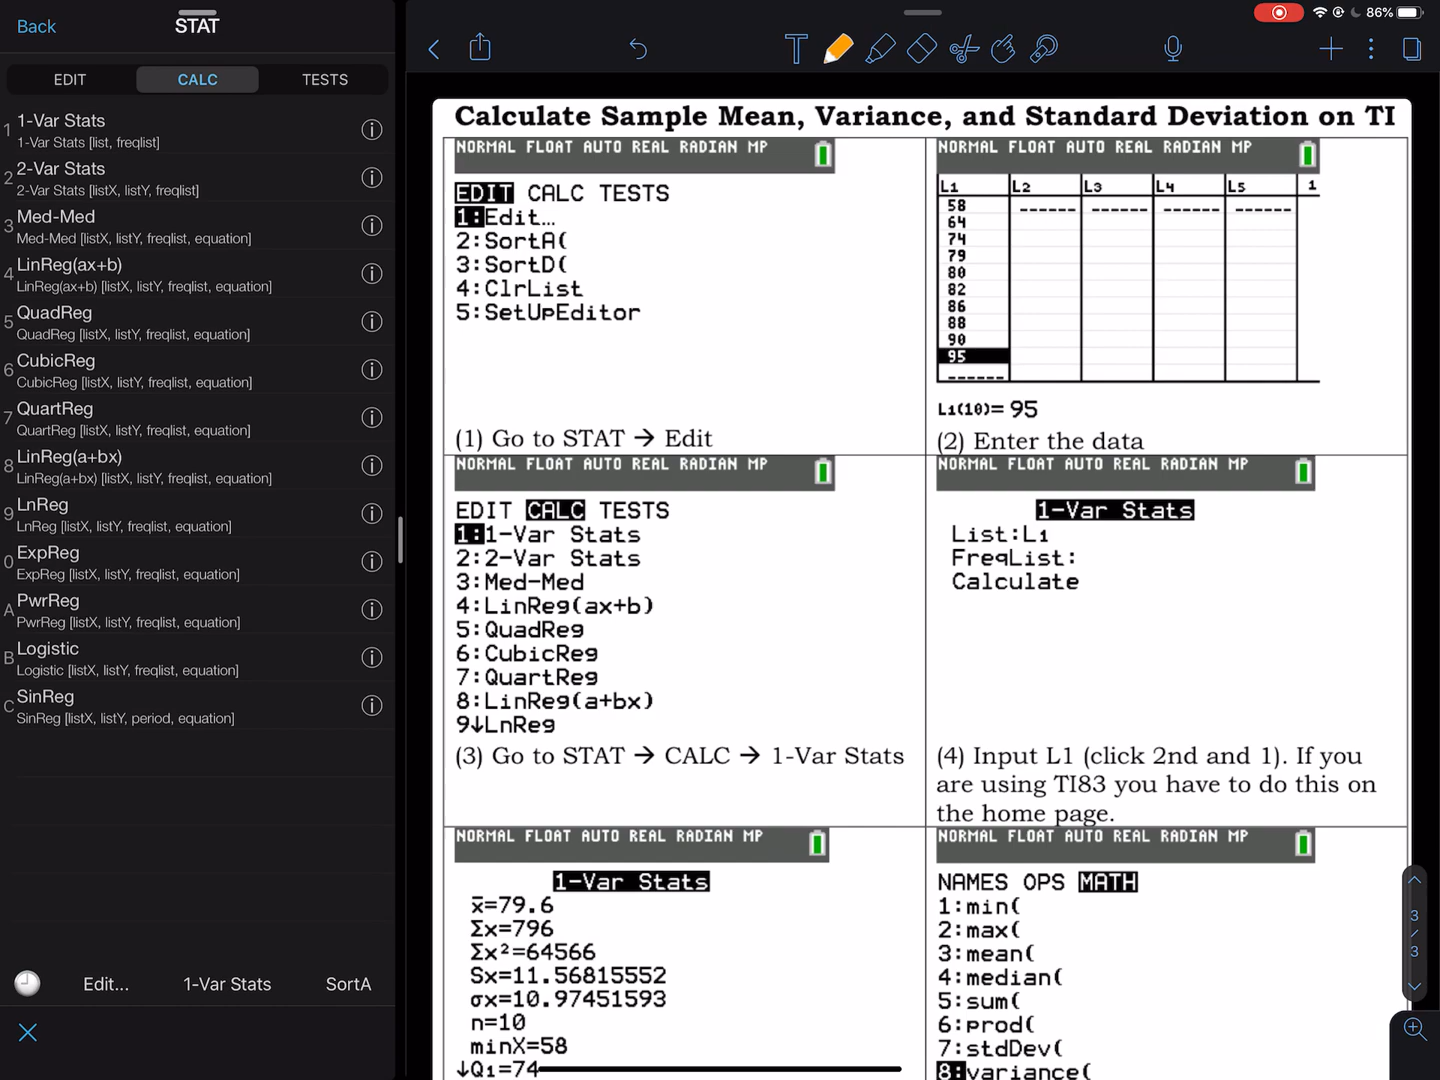 Back
STAT
86%
EDIT CALC TESTS
1 1-Var Stats
1-Var Stats [list, freqlist]
2 2-Var Stats
2-Var Stats [listX, listY, freqlist]
3 Med-Med
Med-Med [listX, listY, freqlist, equation]
4 LinReg(ax+b)
LinReg(ax+b) [listX, listY, freqlist, equation]
5 QuadReg
QuadReg [listX, listY, freqlist, equation]
6 CubicReg
CubicReg [listX, listY, freqlist, equation]
7 QuartReg
QuartReg [listX, listY, freqlist, equation]
8 LinReg(a+bx)
LinReg(a+bx) [listX, listY, freqlist, equation]
9 LnReg
LnReg [listX, listY, freqlist, equation]
0 ExpReg
ExpReg [listX, listY, freqlist, equation]
A PwrReg
PwrReg [listX, listY, freqlist, equation]
B Logistic
Logistic [listX, listY, freqlist, equation]
C SinReg
SinReg [listX, listY, period, equation]
Edit... 1-Var Stats SortA
Calculate Sample Mean, Variance, and Standard Deviation on TI
NORMAL FLOAT AUTO REAL RADIAN MP
EDIT CALC TESTS
1:Edit…
2:SortA(
3:SortD(
4:ClrList
5:SetUpEditor
(1) Go to STAT → Edit
NORMAL FLOAT AUTO REAL RADIAN MP
L1 L2 L3 L4 L5 1
58 ------ ------ ------ ------
64
74
79
80
82
86
88
90
95
------
L1(10)= 95
(2) Enter the data
NORMAL FLOAT AUTO REAL RADIAN MP
EDIT CALC TESTS
1:1-Var Stats
2:2-Var Stats
3:Med-Med
4:LinReg(ax+b)
5:QuadReg
6:CubicReg
7:QuartReg
8:LinReg(a+bx)
9↓LnReg
(3) Go to STAT → CALC → 1-Var Stats
NORMAL FLOAT AUTO REAL RADIAN MP
1-Var Stats
List:L1
FreqList:
Calculate
(4) Input L1 (click 2nd and 1). If you
are using TI83 you have to do this on
the home page.
NORMAL FLOAT AUTO REAL RADIAN MP
1-Var Stats
x̄=79.6
Σx=796
Σx²=64566
Sx=11.56815552
σx=10.97451593
n=10
minX=58
↓Q1=74
NORMAL FLOAT AUTO REAL RADIAN MP
NAMES OPS MATH
1:min(
2:max(
3:mean(
4:median(
5:sum(
6:prod(
7:stdDev(
8:variance(
3
/
3